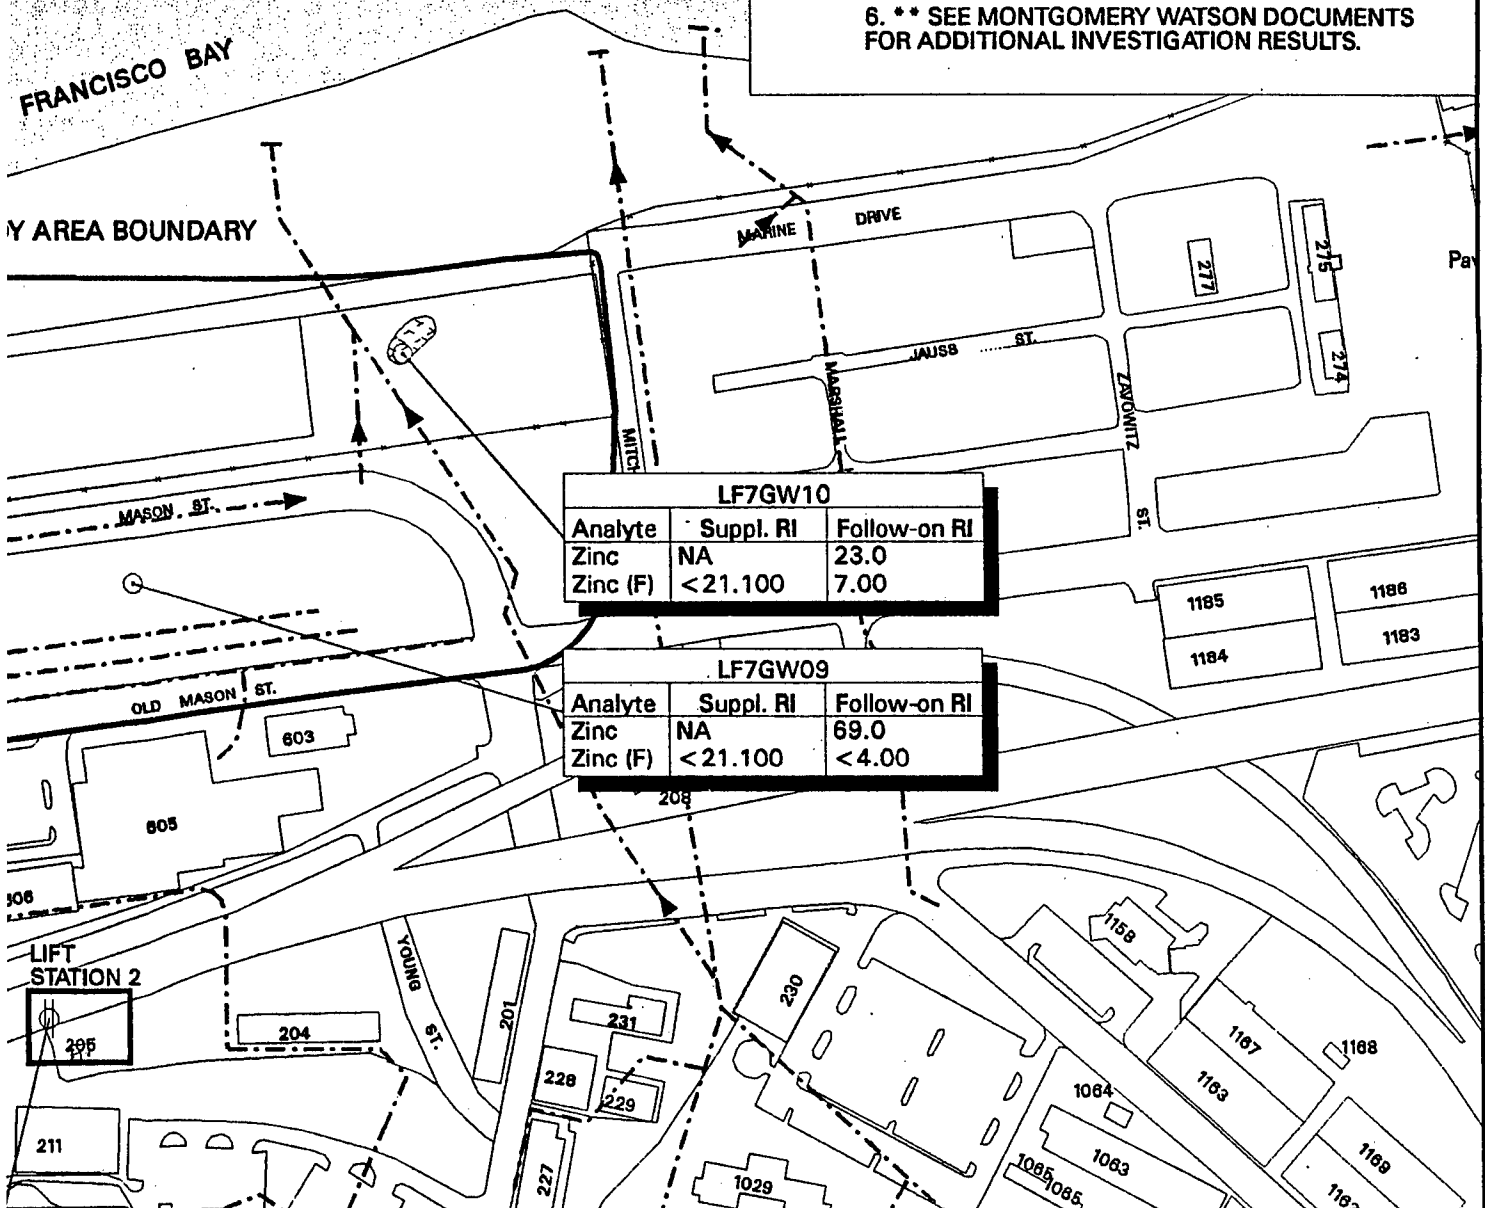 6. ** SEE MONTGOMERY WATSON DOCUMENTS
FOR ADDITIONAL INVESTIGATION RESULTS.
FRANCISCO BAY
Y AREA BOUNDARY
MARINE DRIVE
277
275
274
JAUSS ST.
MARSHALL
ZAVOWITZ ST.
MITCH
MASON ST.
LF7GW10
Analyte Suppl. RI Follow-on RI
Zinc NA 23.0
Zinc (F) <21.100 7.00
1185
1186
1184
1183
LF7GW09
Analyte Suppl. RI Follow-on RI
Zinc NA 69.0
Zinc (F) <21.100 <4.00
OLD MASON ST.
603
605
606
208
LIFT
STATION 2
205
YOUNG ST.
201
204
230
231
228
229
227
211
1158
1167
1168
1163
1064
1063
1065
1065
1169
1029